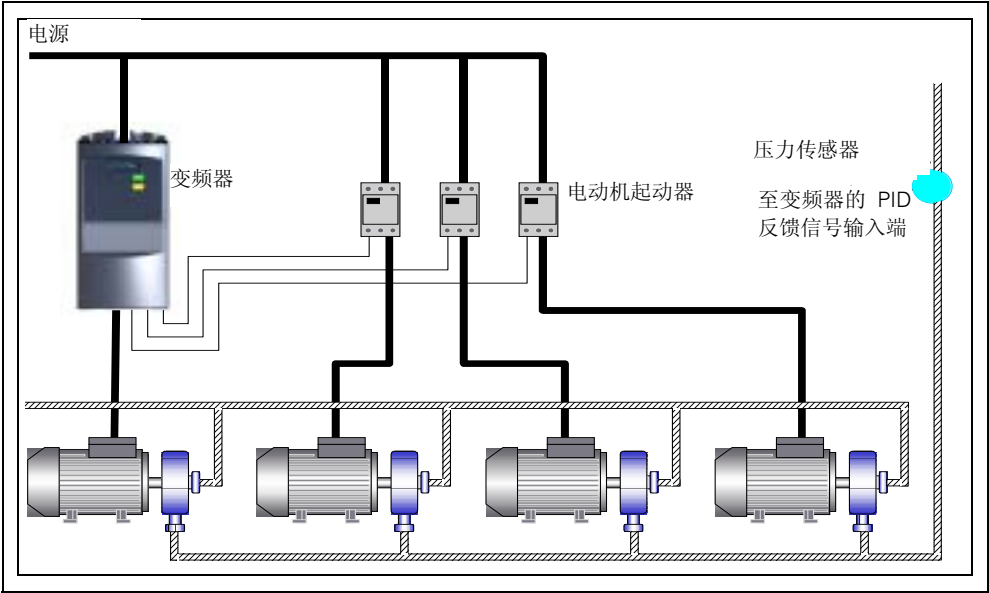 电源
变频器
压力传感器
电动机起动器
至变频器的 PID
反馈信号输入端